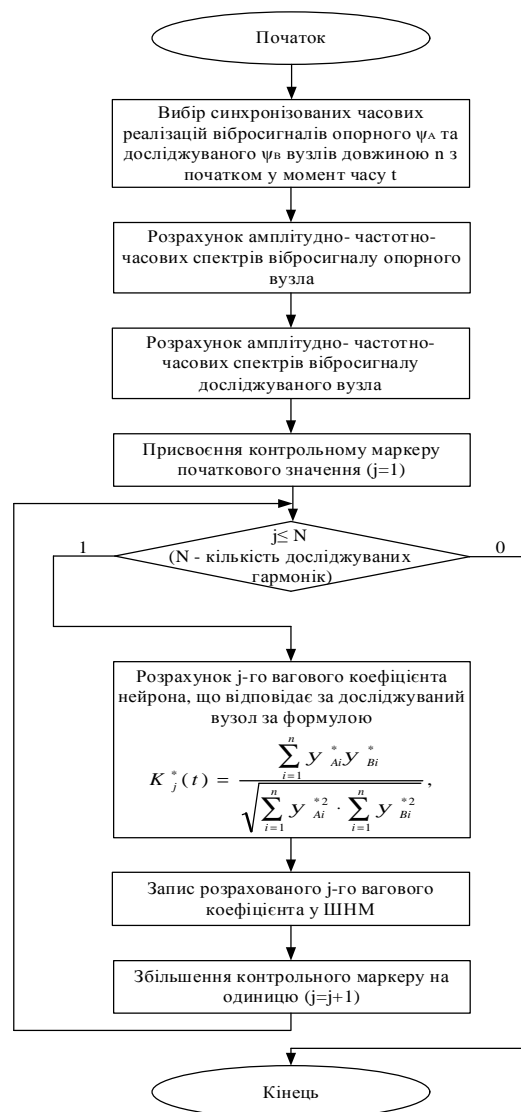 Початок
Вибір синхронізованих часових
реалізацій вібросигналів опорного ψA та
досліджуваного ψB вузлів довжиною n з
початком у момент часу t
Розрахунок амплітудно- частотно-
часових спектрів вібросигналу опорного
вузла
Розрахунок амплітудно- частотно-
часових спектрів вібросигналу
досліджуваного вузла
Присвоєння контрольному маркеру
початкового значення (j=1)
1
j≤ N
0
(N - кількість досліджуваних
гармонік)
Розрахунок j-го вагового коефіцієнта
нейрона, що відповідає за досліджуваний
вузол за формулою
K*j(t) = ∑ni=1 У*Ai У*Bi / √(∑ni=1 У*2Ai · ∑ni=1 У*2Bi) ,
Запис розрахованого j-го вагового
коефіцієнта у ШНМ
Збільшення контрольного маркеру на
одиницю (j=j+1)
Кінець